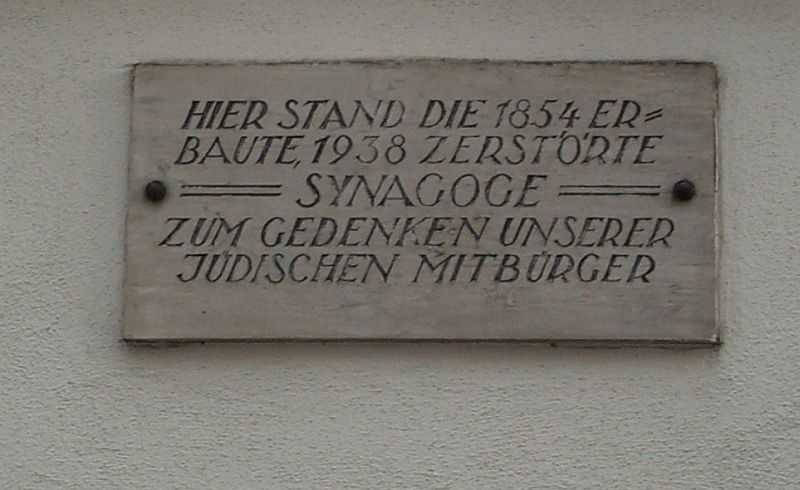 HIER STAND DIE 1854 ER=
BAUTE, 1938 ZERSTÖRTE
SYNAGOGE
ZUM GEDENKEN UNSERER
JÜDISCHEN MITBÜRGER